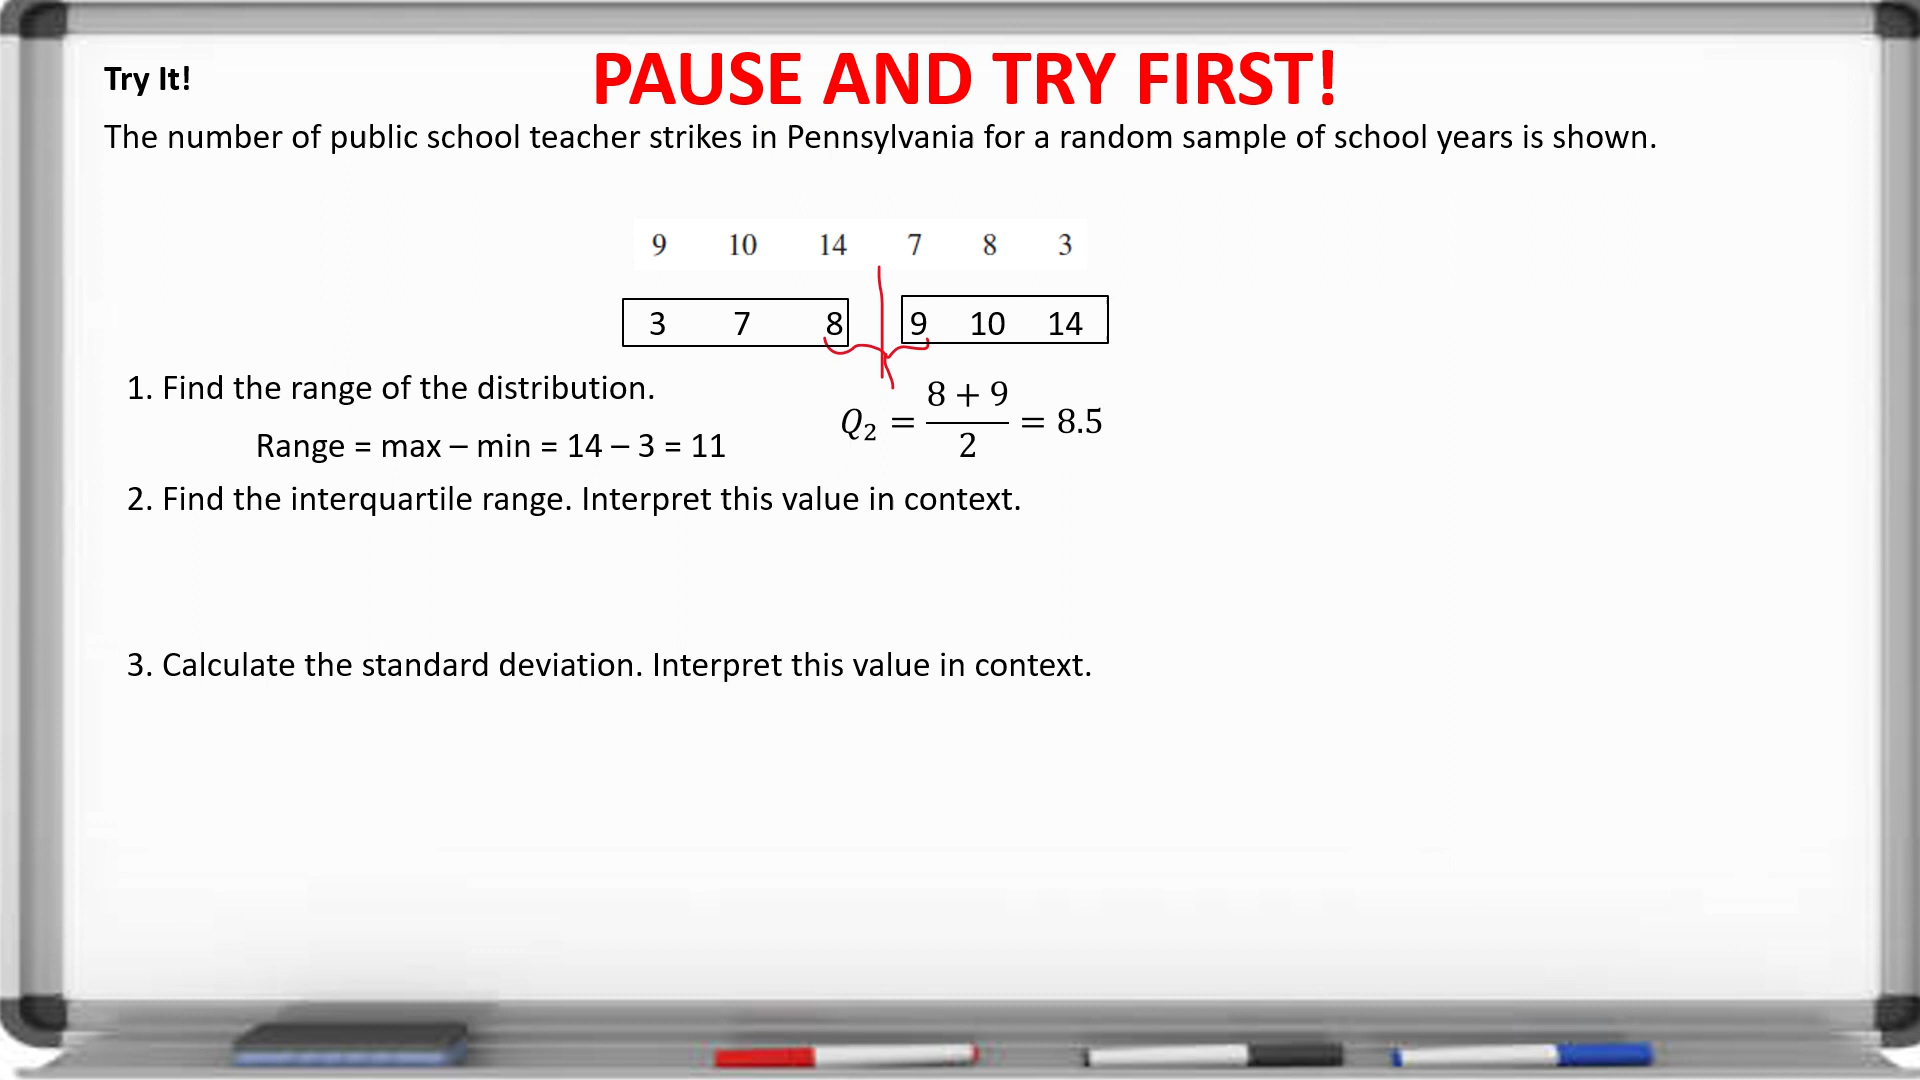 Try It!
PAUSE AND TRY FIRST!
The number of public school teacher strikes in Pennsylvania for a random sample of school years is shown.
9 10 14 7 8 3
3 7 8 9 10 14
1. Find the range of the distribution.
Range = max – min = 14 – 3 = 11
Q₂ = (8 + 9)/2 = 8.5
2. Find the interquartile range. Interpret this value in context.
3. Calculate the standard deviation. Interpret this value in context.